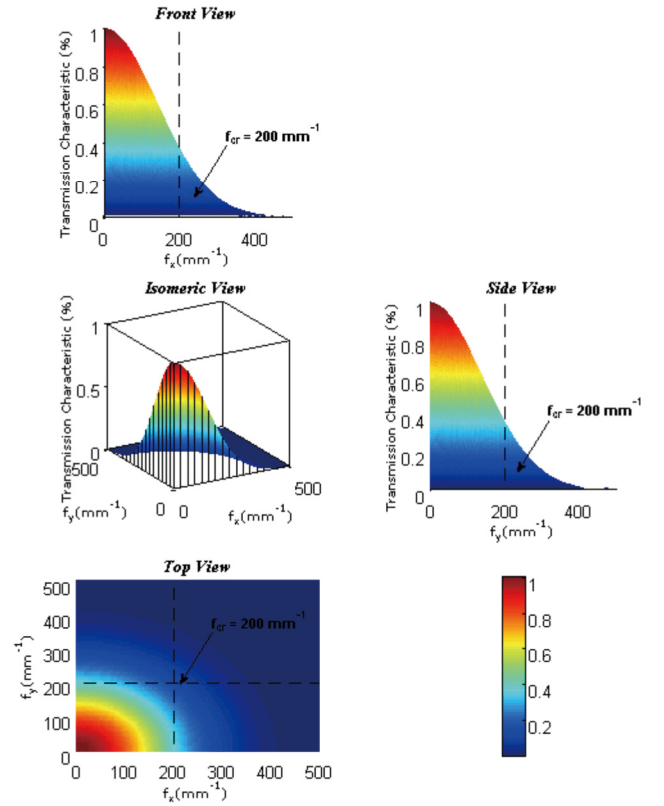 Front View
Transmission Characteristic (%)
1
0.8
0.6
0.4
0.2
0
f_cr = 200 mm^-1
0 200 400
f_x(mm^-1)
Isomeric View
Transmission Characteristic (%)
1
0.5
0
500
0
0
500
f_y(mm^-1)
f_x(mm^-1)
Side View
Transmission Characteristic (%)
1
0.8
0.6
0.4
0.2
0
f_cr = 200 mm^-1
0 200 400
f_y(mm^-1)
Top View
500
400
300
200
100
0
f_y(mm^-1)
f_cr = 200 mm^-1
0 100 200 300 400 500
f_x(mm^-1)
1
0.8
0.6
0.4
0.2